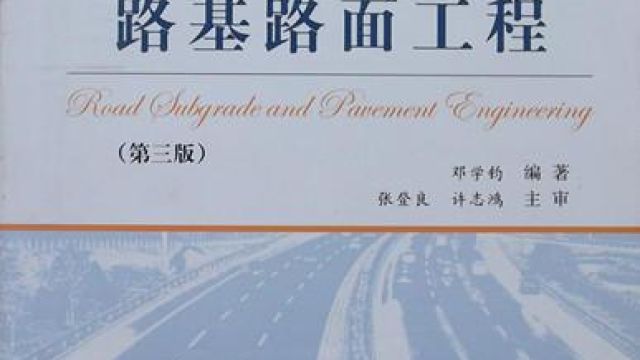 路基路面工程
Road Subgrade and Pavement Engineering
（第三版）
邓学钧 编著
张登良 许志鸿 主审